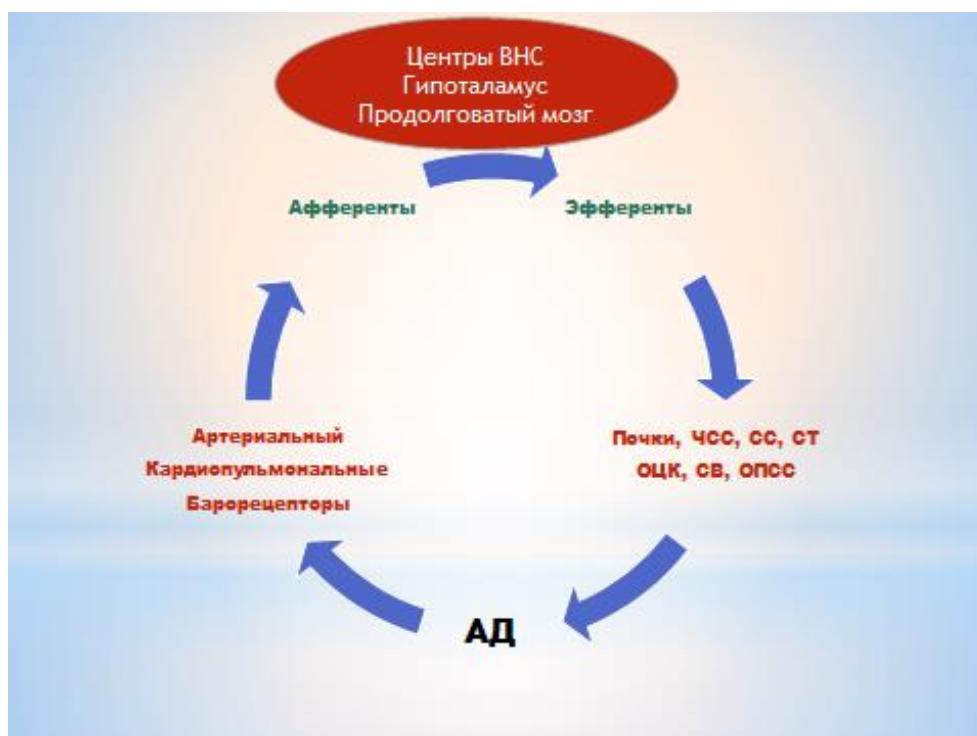 Центры ВНС
Гипоталамус
Продолговатый мозг
Афференты
Эфференты
Артериальный
Кардиопульмональные
Барорецепторы
Почки, ЧСС, СС, СТ
ОЦК, СВ, ОПСС
АД